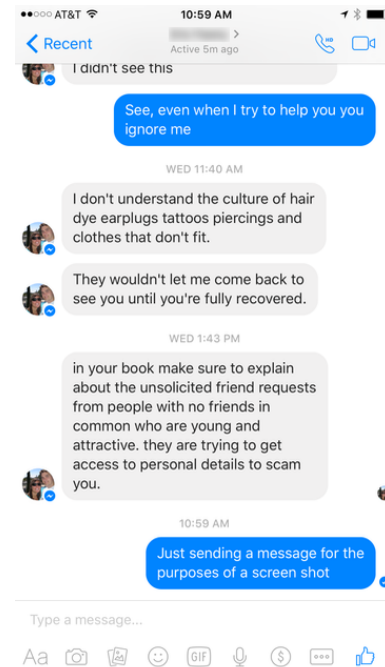 AT&T 10:59 AM
Recent
Active 5m ago
I didn't see this
See, even when I try to help you you
ignore me
WED 11:40 AM
I don't understand the culture of hair
dye earplugs tattoos piercings and
clothes that don't fit.
They wouldn't let me come back to
see you until you're fully recovered.
WED 1:43 PM
in your book make sure to explain
about the unsolicited friend requests
from people with no friends in
common who are young and
attractive. they are trying to get
access to personal details to scam
you.
10:59 AM
Just sending a message for the
purposes of a screen shot
Type a message...
Aa GIF $